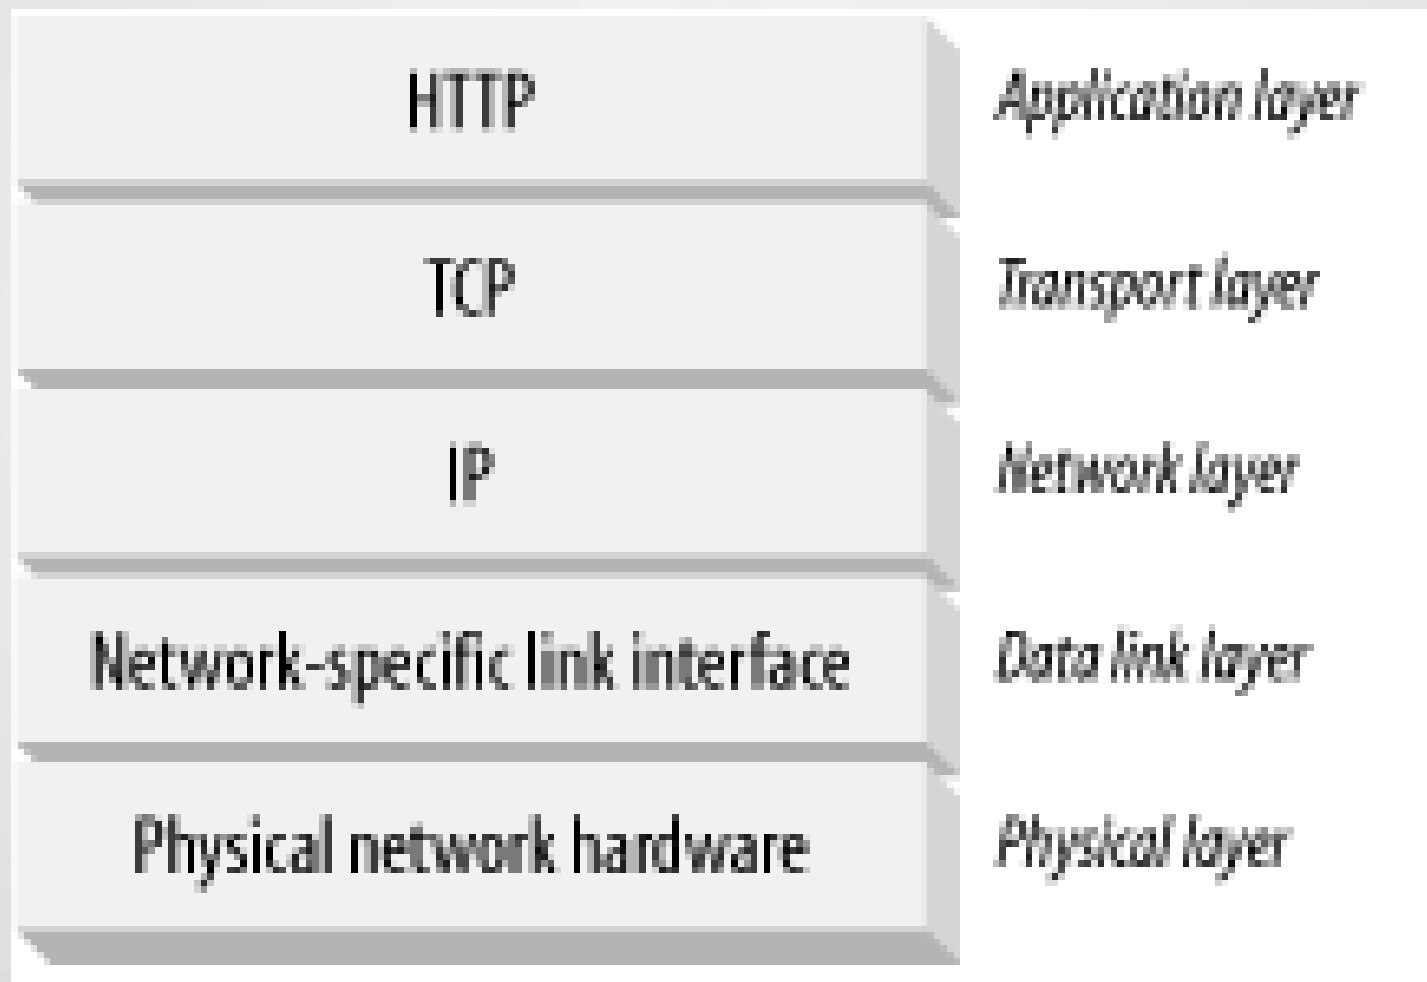 HTTP
Application layer
TCP
Transport layer
IP
Network layer
Network-specific link interface
Data link layer
Physical network hardware
Physical layer